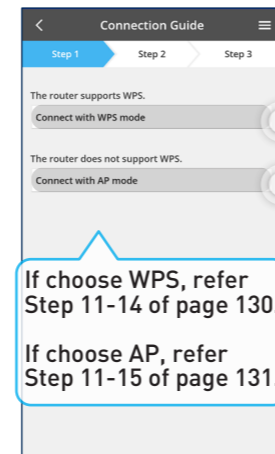 Connection Guide
Step 1 Step 2 Step 3
The router supports WPS.
Connect with WPS mode
The router does not support WPS.
Connect with AP mode
If choose WPS, refer
Step 11-14 of page 130.
If choose AP, refer
Step 11-15 of page 131.